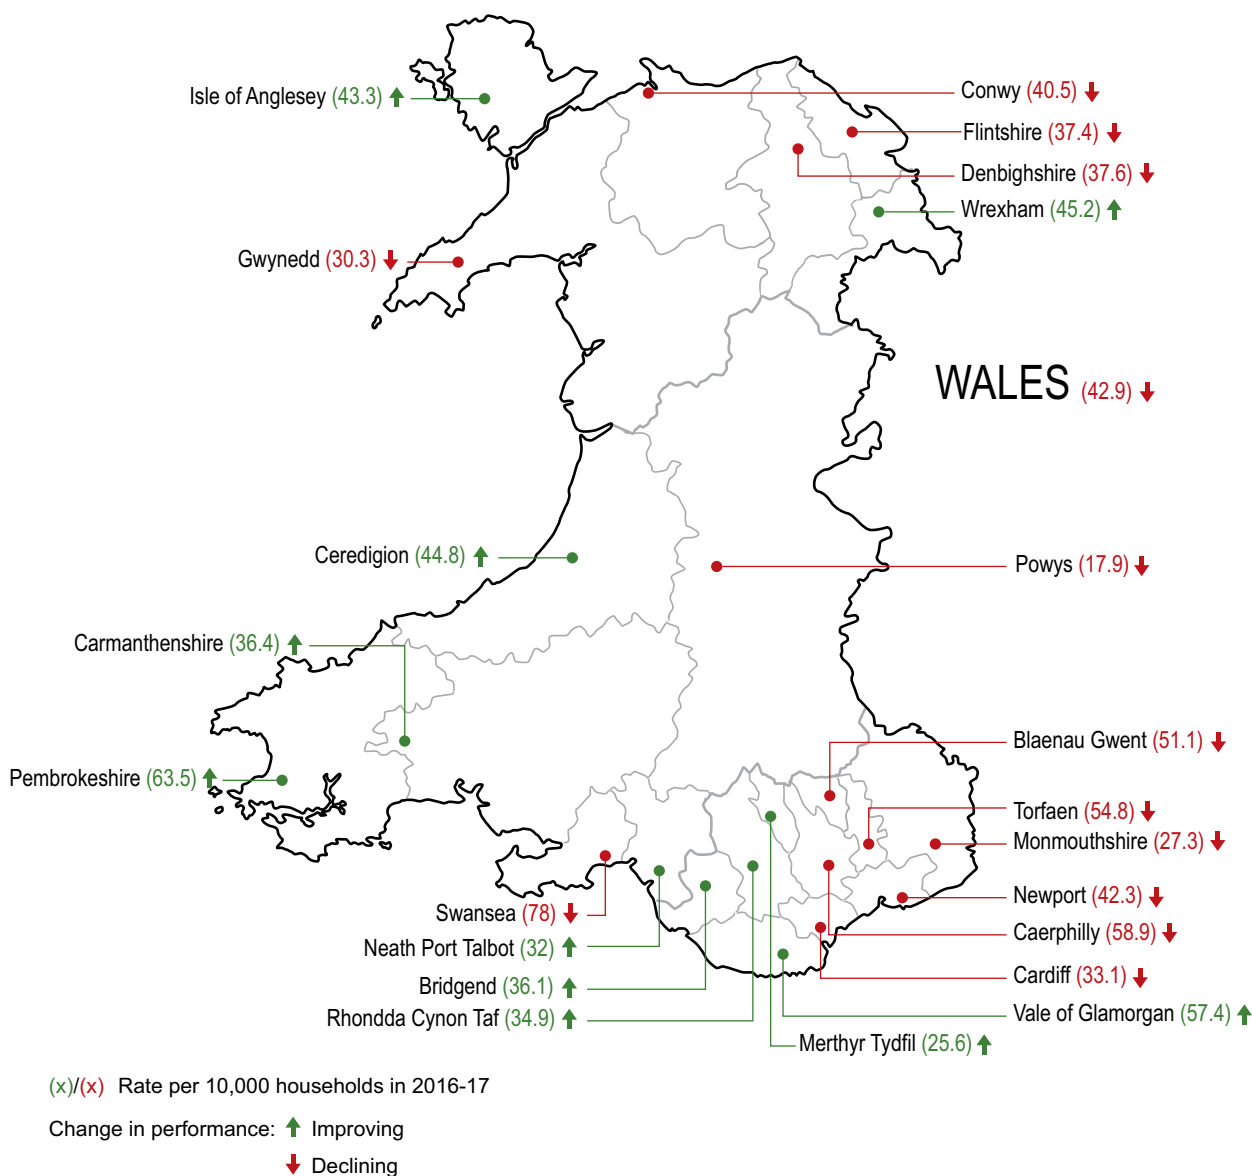 Isle of Anglesey (43.3)
Conwy (40.5)
Flintshire (37.4)
Denbighshire (37.6)
Wrexham (45.2)
Gwynedd (30.3)
WALES (42.9)
Ceredigion (44.8)
Powys (17.9)
Carmanthenshire (36.4)
Blaenau Gwent (51.1)
Pembrokeshire (63.5)
Torfaen (54.8)
Monmouthshire (27.3)
Newport (42.3)
Swansea (78)
Caerphilly (58.9)
Neath Port Talbot (32)
Cardiff (33.1)
Bridgend (36.1)
Vale of Glamorgan (57.4)
Rhondda Cynon Taf (34.9)
Merthyr Tydfil (25.6)
(x)/(x) Rate per 10,000 households in 2016-17
Change in performance: Improving
Declining